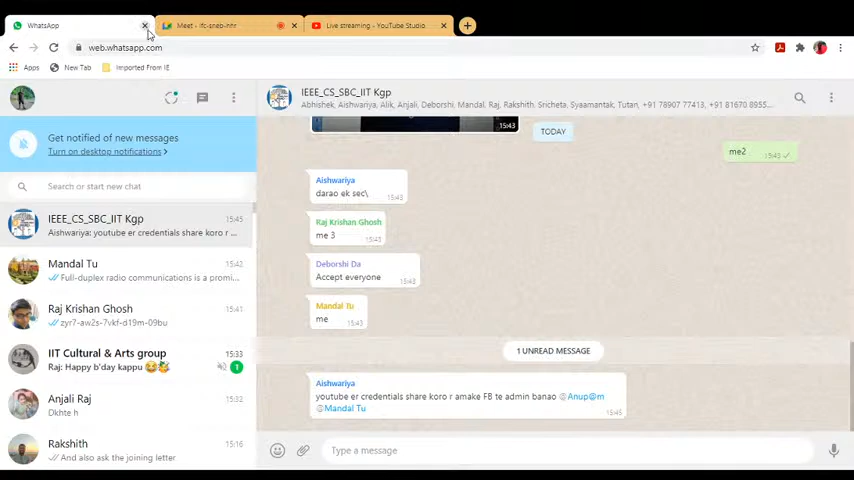 WhatsApp
Meet - ifc-sneb-hhr
Live streaming - YouTube Studio
web.whatsapp.com
Apps
New Tab
Imported From IE
IEEE_CS_SBC_IIT Kgp
Abhishek, Aishwariya, Alik, Anjali, Deborshi, Mandal, Raj, Rakshith, Sricheta, Syaamantak, Tutan, +91 78907 77413, +91 81670 8955...
Get notified of new messages
Turn on desktop notifications >
Search or start new chat
IEEE_CS_SBC_IIT Kgp 15:45
Aishwariya: youtube er credentials share koro r ...
Mandal Tu 15:42
Full-duplex radio communications is a promi...
Raj Krishan Ghosh 15:41
zyr7-aw2s-7vkf-d19m-09bu
IIT Cultural & Arts group 15:33
Raj: Happy b'day kappu 1
Anjali Raj 15:32
Dkhte h
Rakshith 15:16
And also ask the joining letter
15:43
TODAY
me2 15:43
Aishwariya
darao ek sec\ 15:43
Raj Krishan Ghosh
me 3 15:43
Deborshi Da
Accept everyone 15:43
Mandal Tu
me 15:43
1 UNREAD MESSAGE
Aishwariya
youtube er credentials share koro r amake FB te admin banao @Anup@m
@Mandal Tu 15:45
Type a message